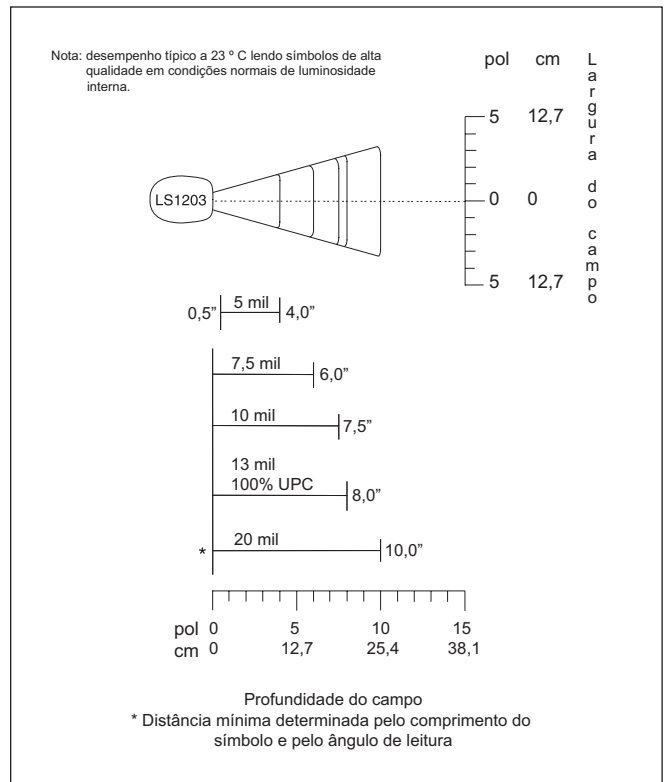 Nota: desempenho típico a 23 º C lendo símbolos de alta
qualidade em condições normais de luminosidade
interna.
pol cm
Largura do campo
5 12,7
LS1203
0 0
5 12,7
0,5” 5 mil 4,0”
7,5 mil
6,0”
10 mil
7,5”
13 mil
100% UPC
8,0”
20 mil
* 10,0”
pol 0 5 10 15
cm 0 12,7 25,4 38,1
Profundidade do campo
* Distância mínima determinada pelo comprimento do
símbolo e pelo ângulo de leitura